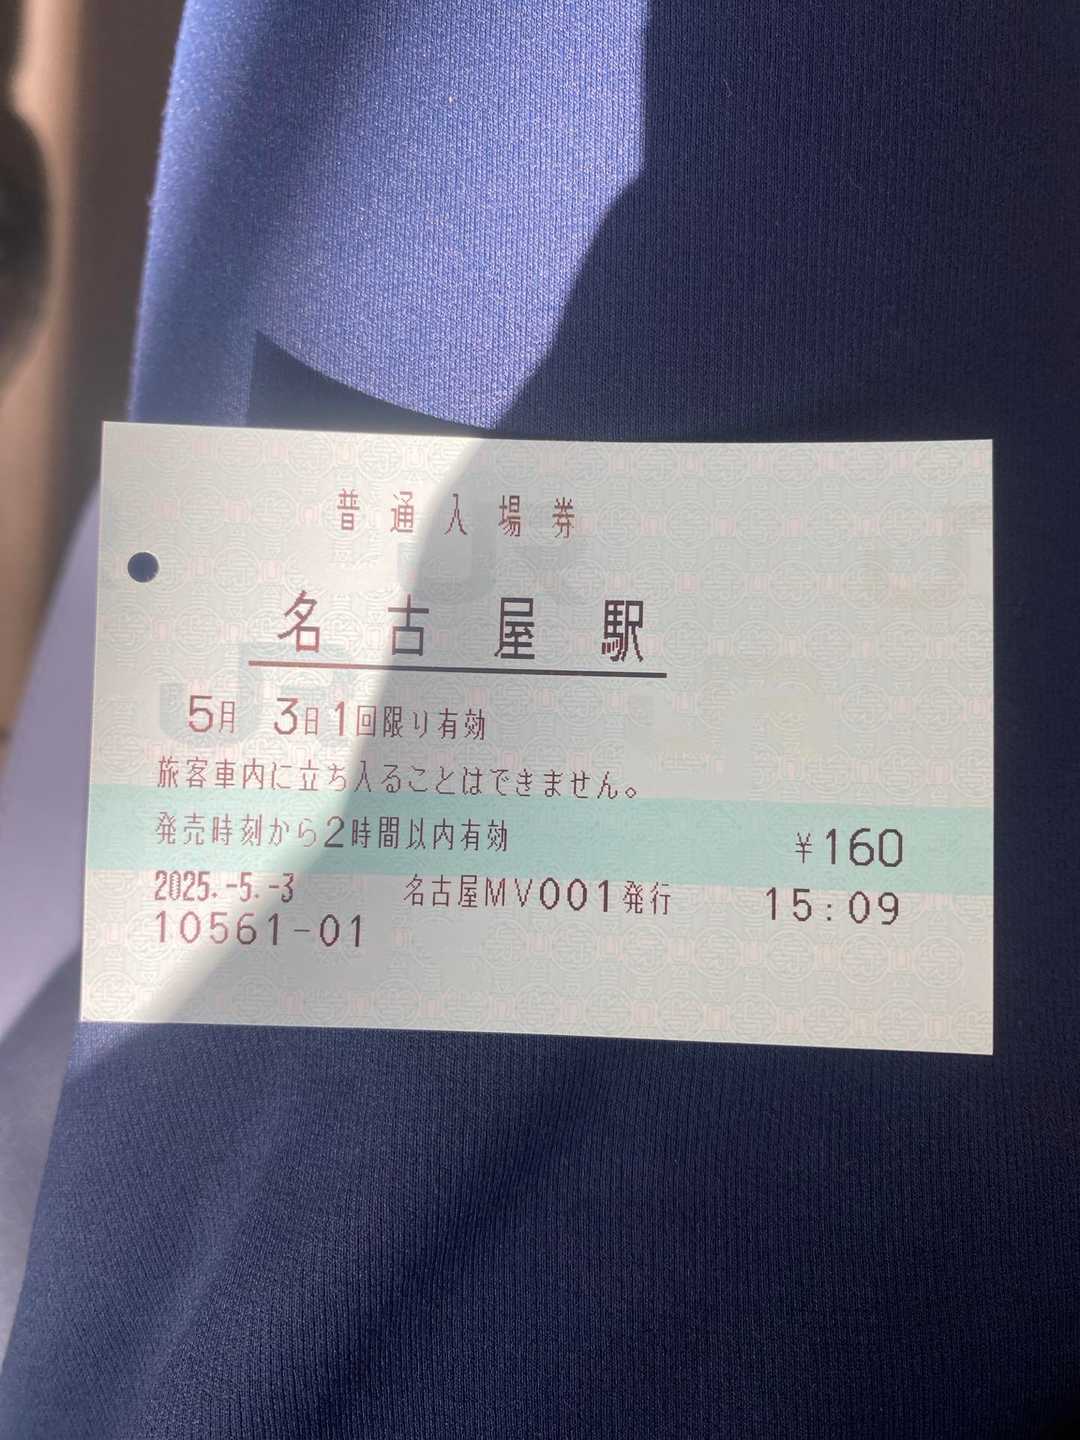 普通入場券
名古屋駅
5月 3日1回限り有効
旅客車内に立ち入ることはできません。
発売時刻から2時間以内有効 ¥160
2025.-5.-3 名古屋MV001発行 15:09
10561-01